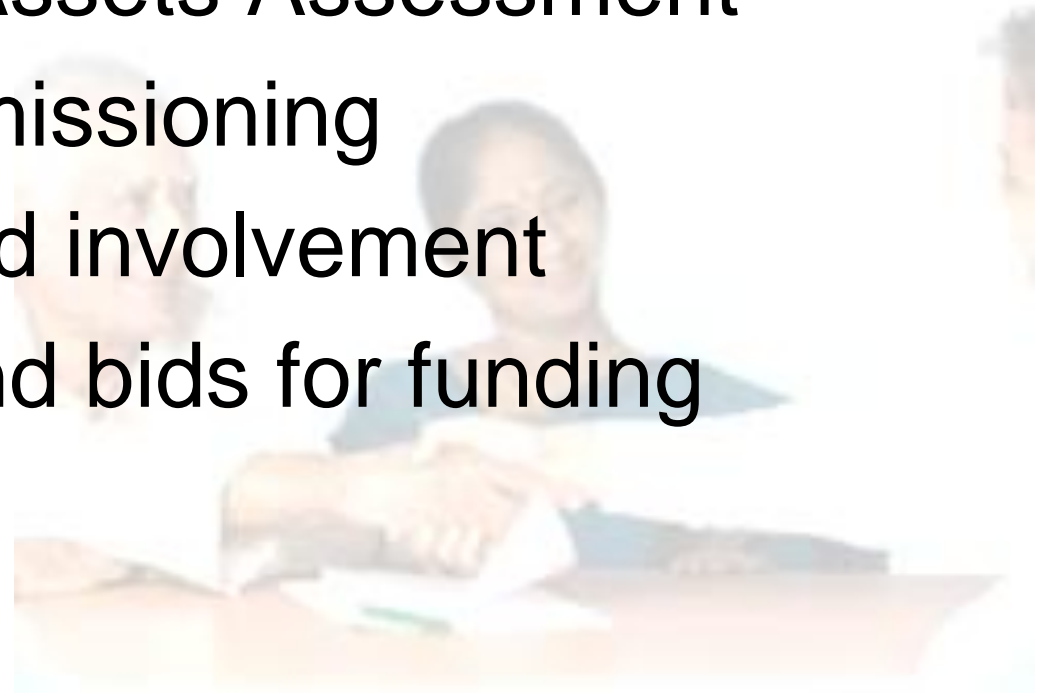 Assets Assessment
missioning
d involvement
nd bids for funding